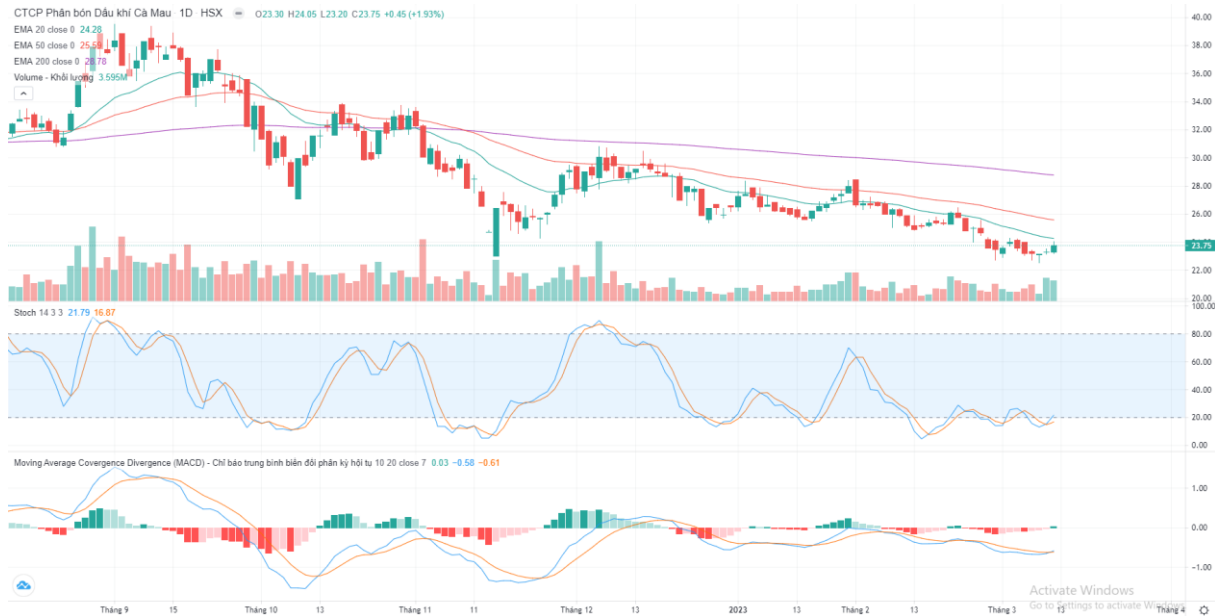 CTCP Phân bón Dầu khí Cà Mau 1D HSX O23.30 H24.05 L23.20 C23.75 +0.45 (+1.93%)
EMA 20 close 0 24.28
EMA 50 close 0
EMA 200 close 0 28.78
Volume - Khối lượng 3.595M
40.00
38.00
36.00
34.00
32.00
30.00
28.00
26.00
23.75
22.00
20.00
Stoch 14 3 3 21.79 16.87
100.00
80.00
60.00
40.00
20.00
0.00
Moving Average Covergence Divergence (MACD) - Chỉ báo trung bình biến đổi phân kỳ hội tụ 10 20 close 7 0.03 −0.58 −0.61
1.00
0.00
−1.00
Activate Windows
Go to Settings to activate Windows.
Tháng 9 15 Tháng 10 13 Tháng 11 11 Tháng 12 13 2023 13 Tháng 2 13 Tháng 3 13 Tháng 4